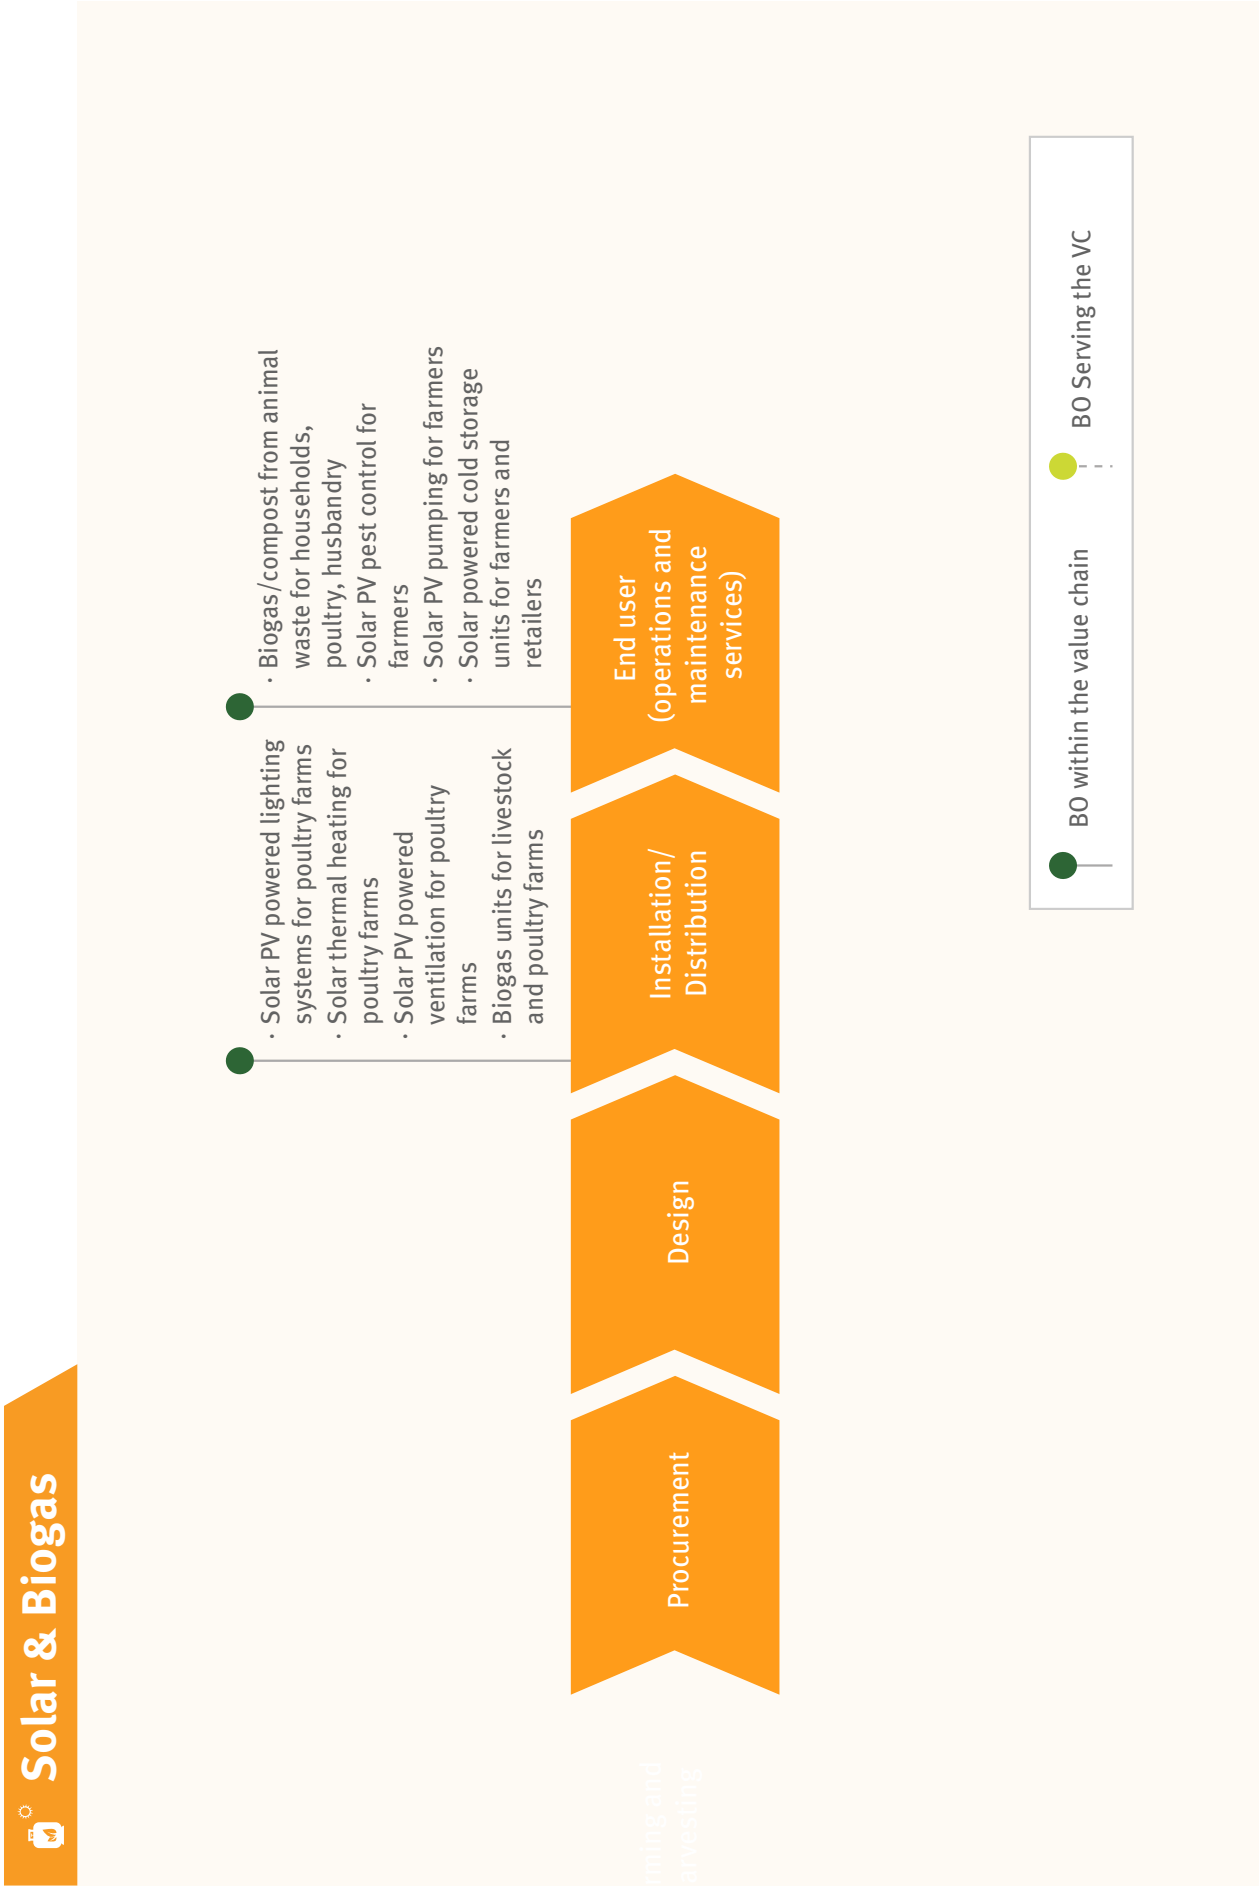 Solar & Biogas
· Solar PV powered lighting
systems for poultry farms
· Solar thermal heating for
poultry farms
· Solar PV powered
ventilation for poultry
farms
· Biogas units for livestock
and poultry farms
· Biogas/compost from animal
waste for households,
poultry, husbandry
· Solar PV pest control for
farmers
· Solar PV pumping for farmers
· Solar powered cold storage
units for farmers and
retailers
Procurement
Design
Installation/
Distribution
End user
(operations and
maintenance
services)
BO within the value chain
BO Serving the VC